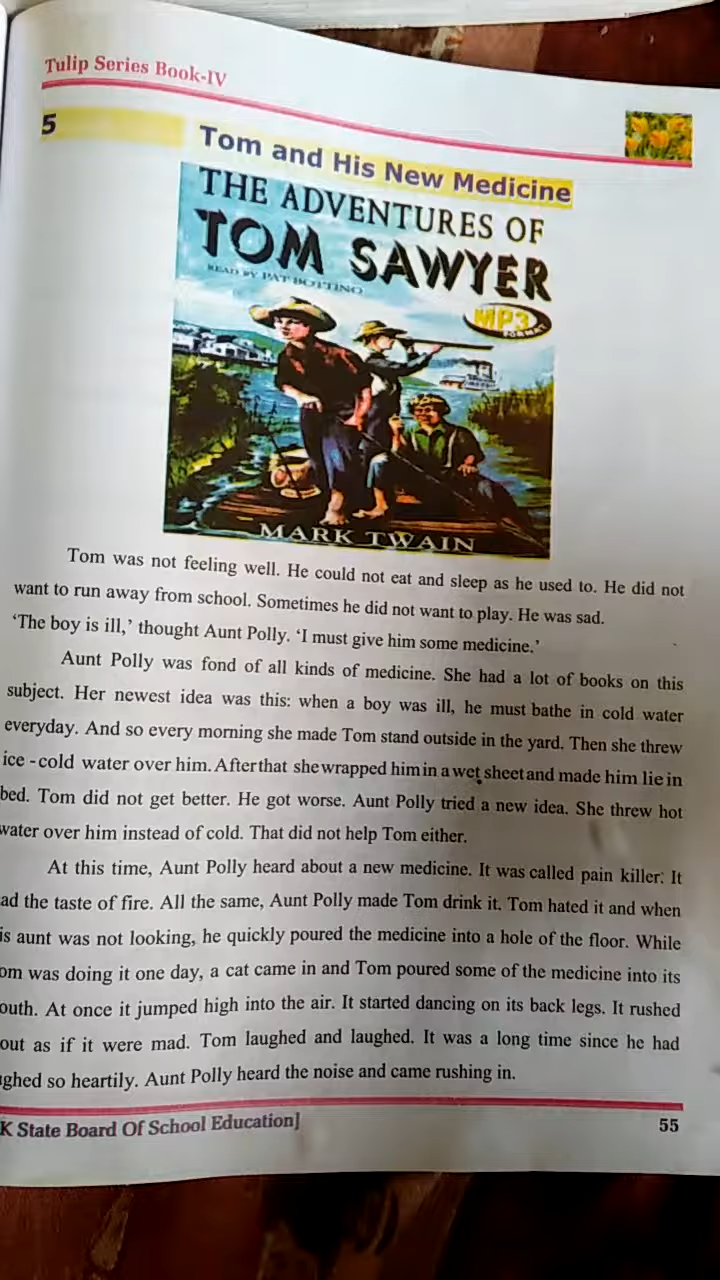 Tulip Series Book-IV
5
Tom and His New Medicine
THE ADVENTURES OF
TOM SAWYER
READ BY PAT BOTTINO
MP3
FORMAT
MARK TWAIN
Tom was not feeling well. He could not eat and sleep as he used to. He did not
want to run away from school. Sometimes he did not want to play. He was sad.
‘The boy is ill,’ thought Aunt Polly. ‘I must give him some medicine.’
Aunt Polly was fond of all kinds of medicine. She had a lot of books on this
subject. Her newest idea was this: when a boy was ill, he must bathe in cold water
everyday. And so every morning she made Tom stand outside in the yard. Then she threw
ice -cold water over him. After that she wrapped him in a wet sheet and made him lie in
bed. Tom did not get better. He got worse. Aunt Polly tried a new idea. She threw hot
water over him instead of cold. That did not help Tom either.
At this time, Aunt Polly heard about a new medicine. It was called pain killer. It
ad the taste of fire. All the same, Aunt Polly made Tom drink it. Tom hated it and when
is aunt was not looking, he quickly poured the medicine into a hole of the floor. While
om was doing it one day, a cat came in and Tom poured some of the medicine into its
outh. At once it jumped high into the air. It started dancing on its back legs. It rushed
out as if it were mad. Tom laughed and laughed. It was a long time since he had
ghed so heartily. Aunt Polly heard the noise and came rushing in.
K State Board Of School Education]
55